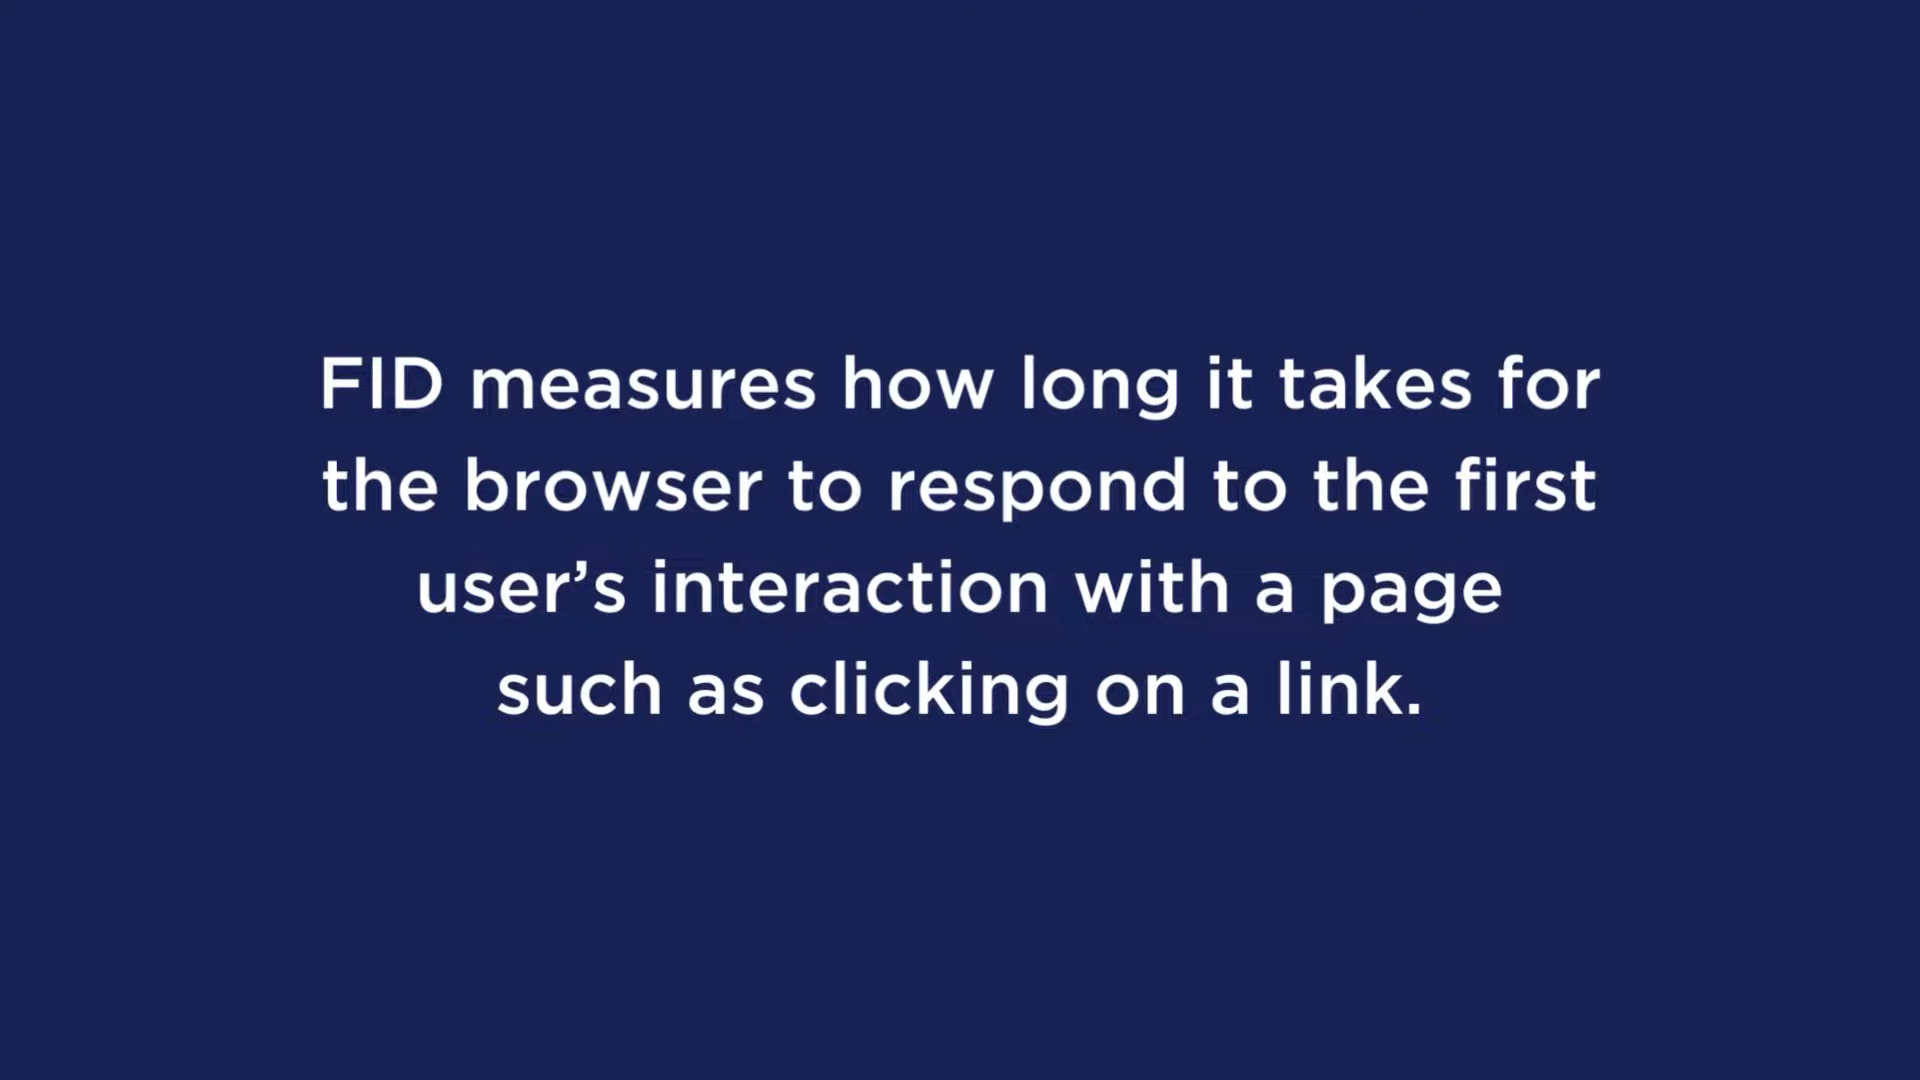 FID measures how long it takes for
the browser to respond to the first
user’s interaction with a page
such as clicking on a link.